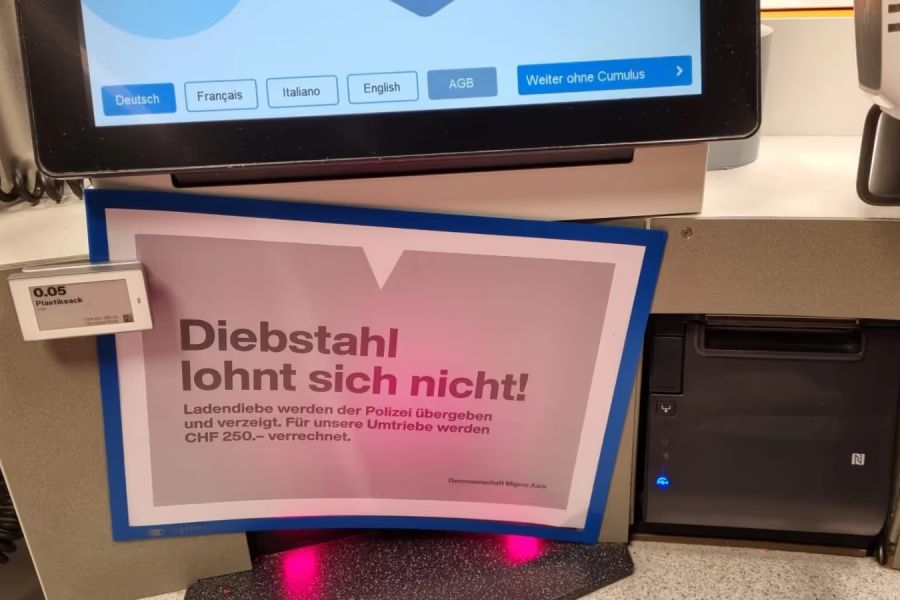 Deutsch
Français
Italiano
English
AGB
Weiter ohne Cumulus
0.05
Plastiksack
Diebstahl
lohnt sich nicht!
Ladendiebe werden der Polizei übergeben
und verzeigt. Für unsere Umtriebe werden
CHF 250.– verrechnet.
Genossenschaft Migros Aare